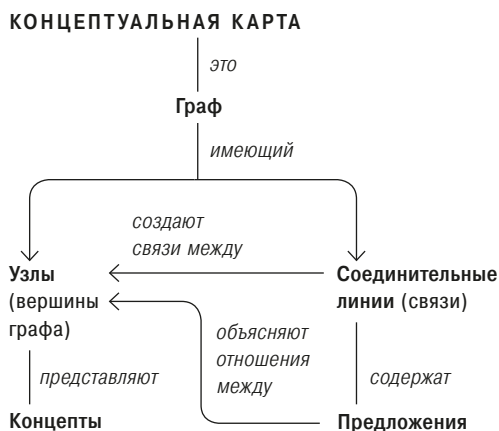 КОНЦЕПТУАЛЬНАЯ КАРТА
это
Граф
имеющий
создают
связи между
Узлы
(вершины
графа)
Соединительные
линии (связи)
объясняют
отношения
между
представляют
содержат
Концепты
Предложения